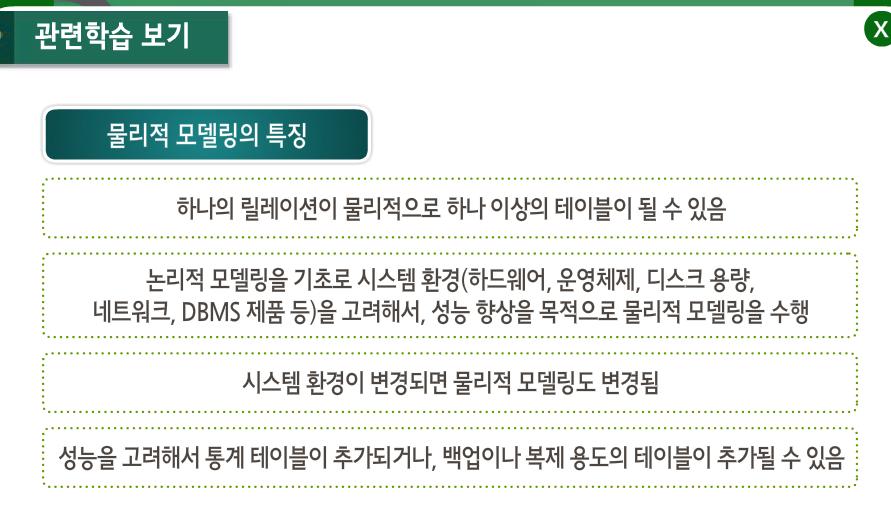 관련학습 보기
X
물리적 모델링의 특징
하나의 릴레이션이 물리적으로 하나 이상의 테이블이 될 수 있음
논리적 모델링을 기초로 시스템 환경(하드웨어, 운영체제, 디스크 용량,
네트워크, DBMS 제품 등)을 고려해서, 성능 향상을 목적으로 물리적 모델링을 수행
시스템 환경이 변경되면 물리적 모델링도 변경됨
성능을 고려해서 통계 테이블이 추가되거나, 백업이나 복제 용도의 테이블이 추가될 수 있음